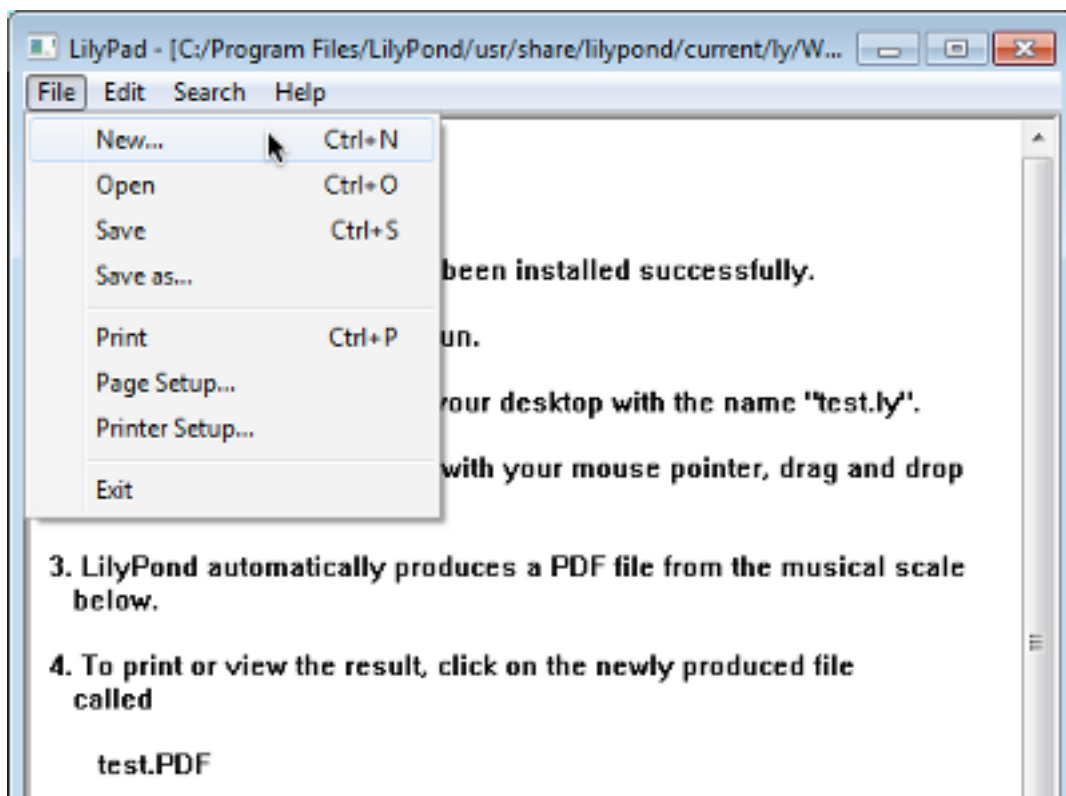 LilyPad - [C:/Program Files/LilyPond/usr/share/lilypond/current/ly/W...
File Edit Search Help
New... Ctrl+N
Open Ctrl+O
Save Ctrl+S
Save as...
Print Ctrl+P
Page Setup...
Printer Setup...
Exit
been installed successfully.
un.
your desktop with the name "test.ly".
with your mouse pointer, drag and drop
3. LilyPond automatically produces a PDF file from the musical scale
below.
4. To print or view the result, click on the newly produced file
called
test.PDF